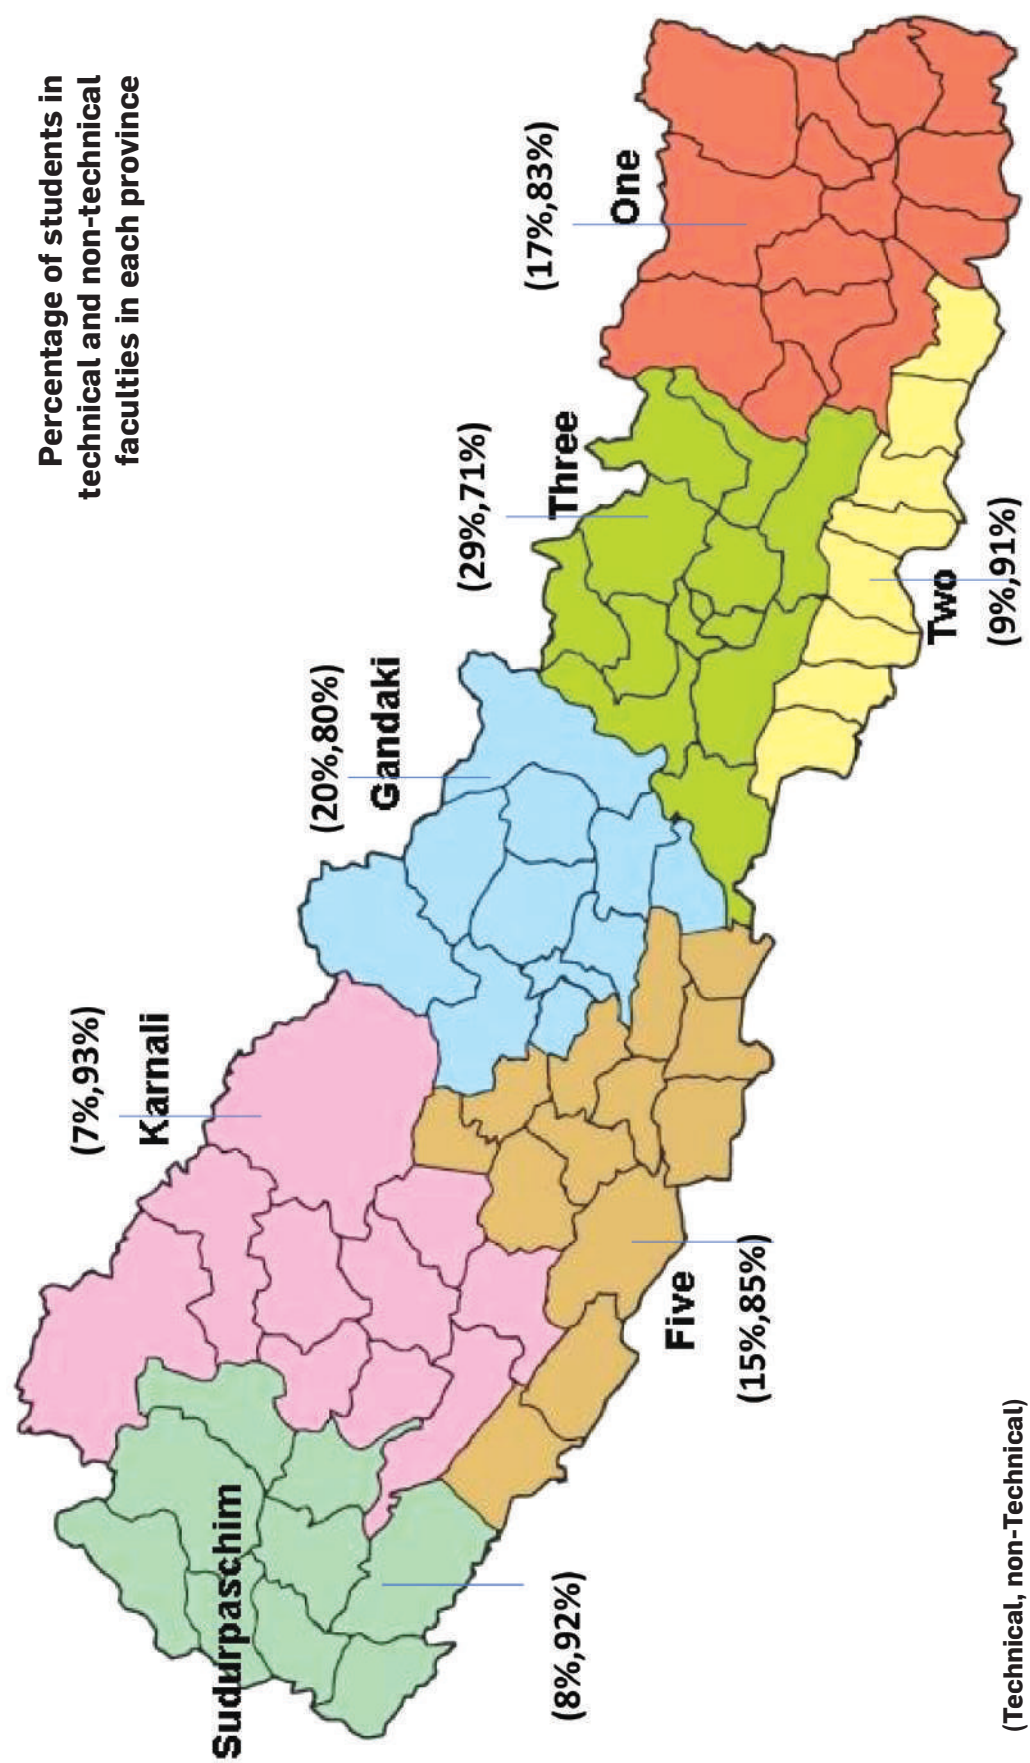 Percentage of students in
technical and non-technical
faculties in each province
(7%,93%)
Karnali
(20%,80%)
Gandaki
(29%,71%)
Three
(17%,83%)
One
Sudurpaschim
(8%,92%)
Five
(15%,85%)
Two
(9%,91%)
(Technical, non-Technical)